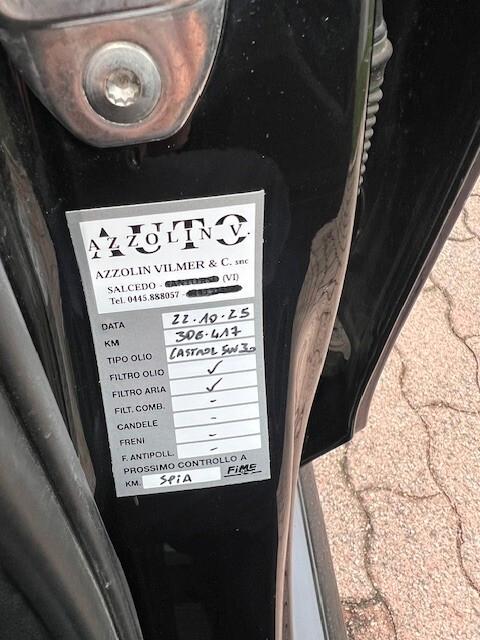 AUTO
AZZOLIN V.
AZZOLIN VILMER & C. snc
SALCEDO - (VI)
Tel. 0445.888057 -
DATA 22.10.25
KM 306.417
TIPO OLIO CASTROL 5W30
FILTRO OLIO ✓
FILTRO ARIA ✓
FILT. COMB. -
CANDELE -
FRENI -
F. ANTIPOLL. -
PROSSIMO CONTROLLO A
KM. SPIA FINE